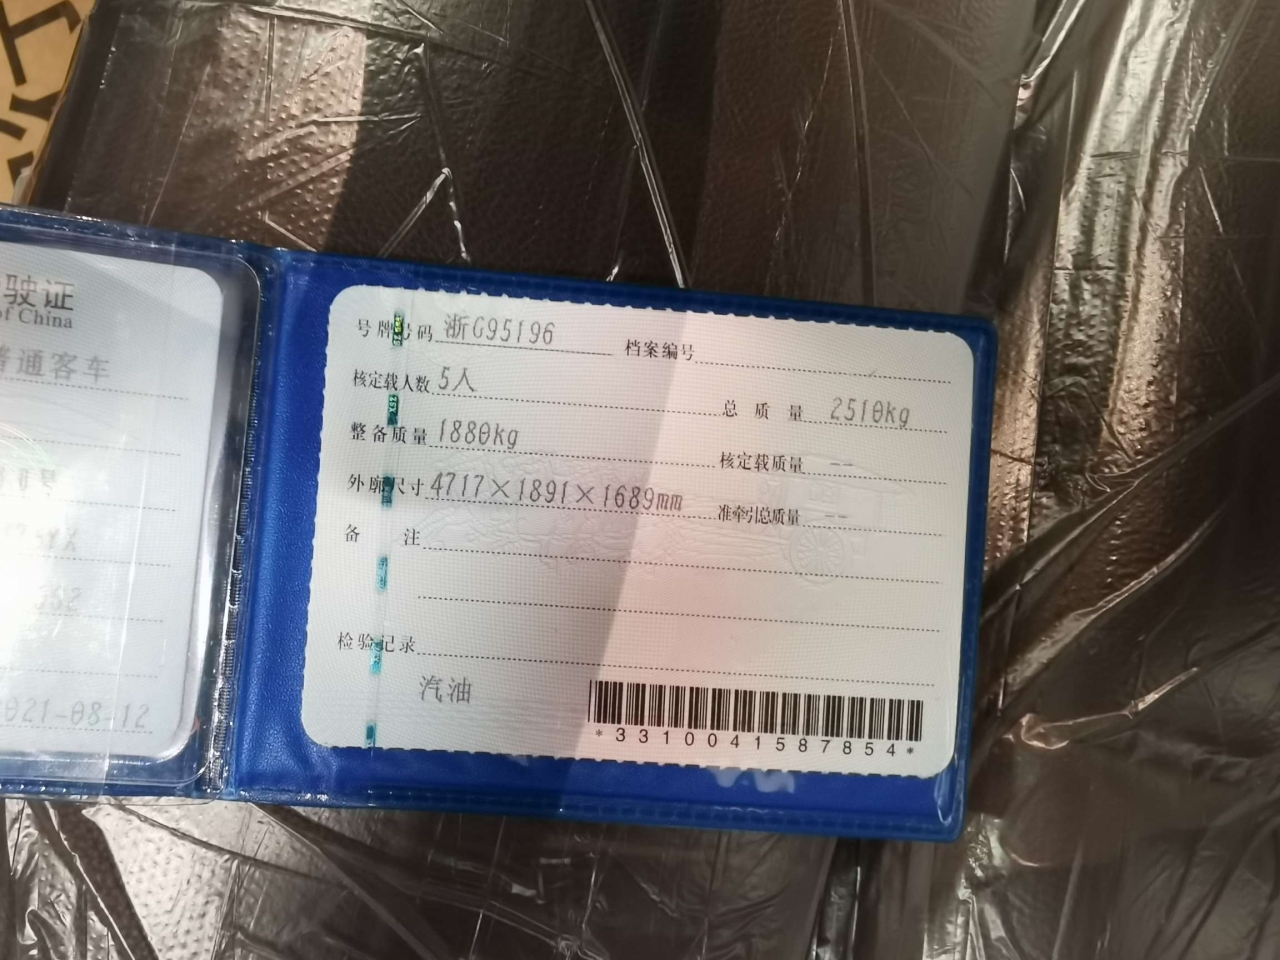 驶证
of China
普通客车
2021-08-12
号牌号码 浙G95196 档案编号
核定载人数 5人 总质量 2510kg
整备质量 1880kg 核定载质量 --
外廓尺寸 4717×1891×1689mm 准牵引总质量 --
备注
检验记录
汽油
*3310041587854*